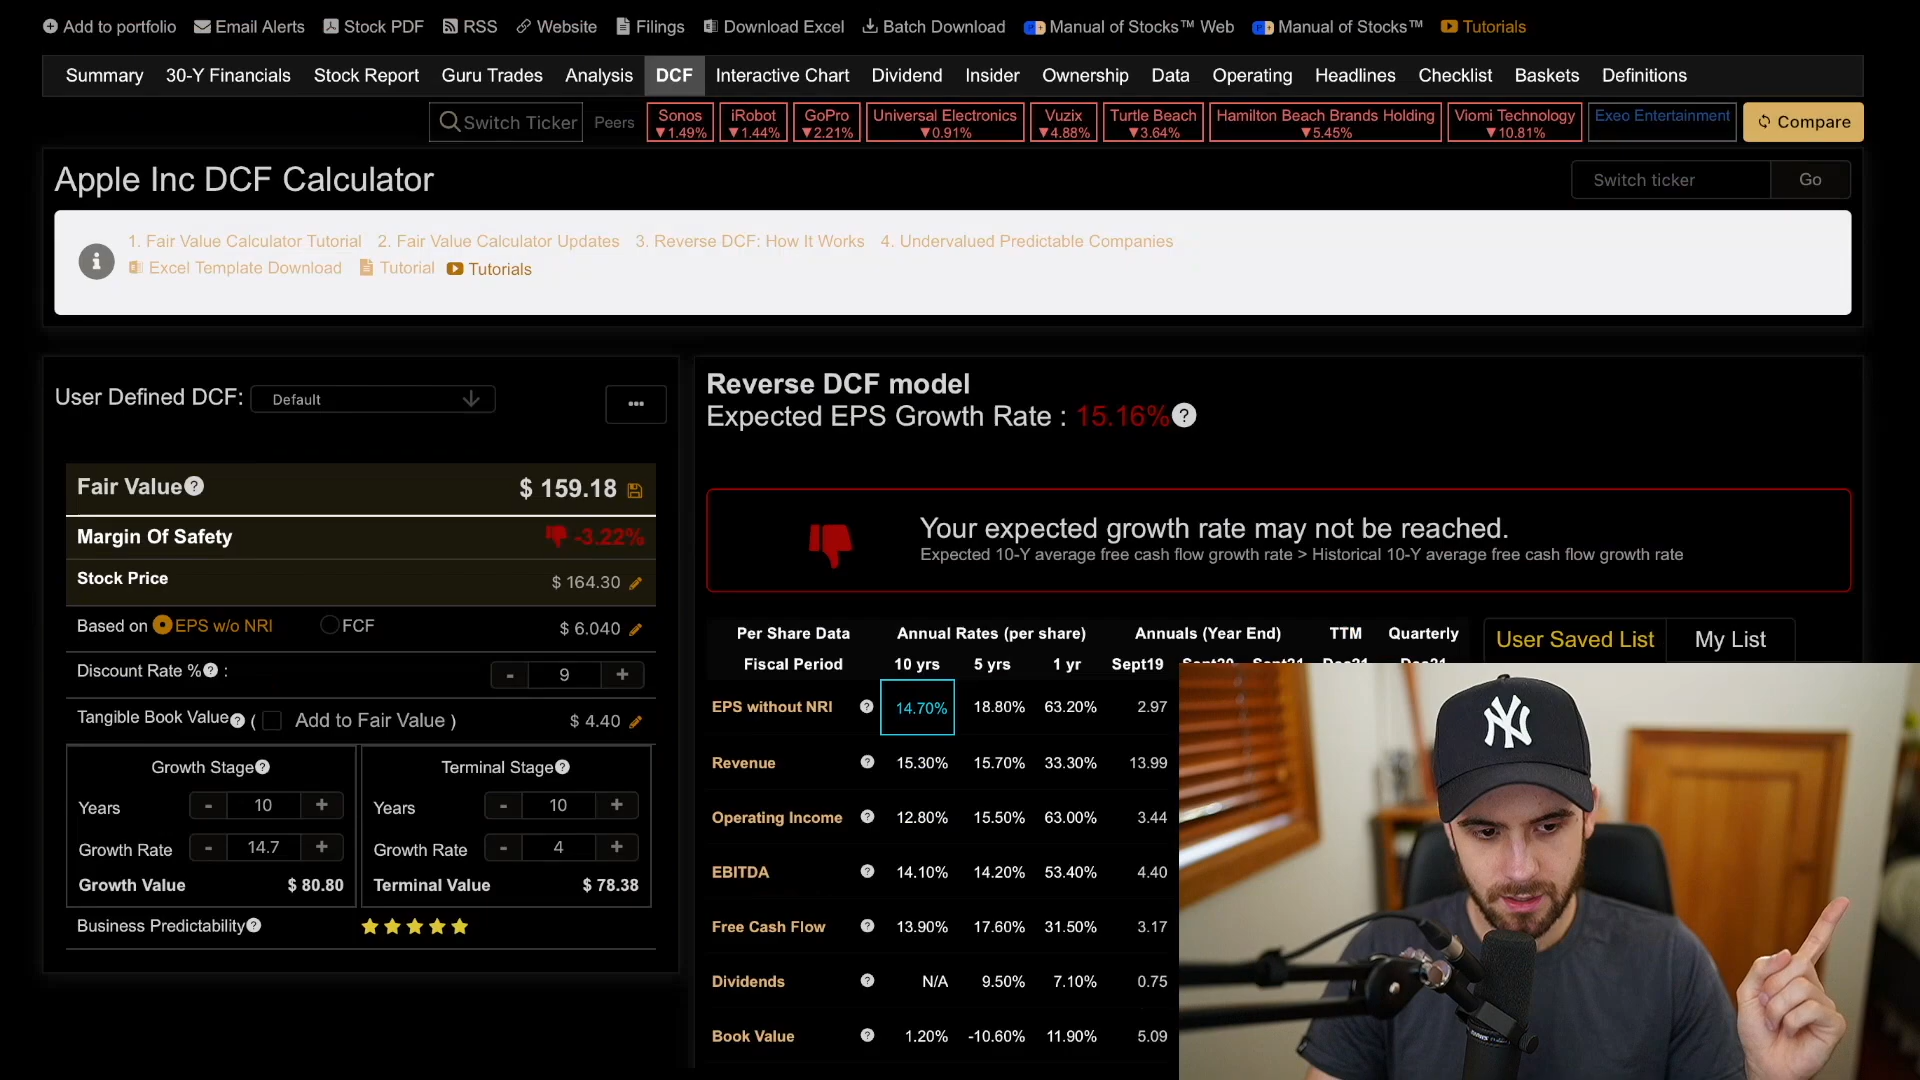 Add to portfolio Email Alerts Stock PDF RSS Website Filings Download Excel Batch Download Manual of Stocks™ Web Manual of Stocks™ Tutorials
Summary 30-Y Financials Stock Report Guru Trades Analysis DCF Interactive Chart Dividend Insider Ownership Data Operating Headlines Checklist Baskets Definitions
Switch Ticker Peers Sonos iRobot GoPro Universal Electronics Vuzix Turtle Beach Hamilton Beach Brands Holding Viomi Technology Exeo Entertainment Compare
▼1.49% ▼1.44% ▼2.21% ▼0.91% ▼4.88% ▼3.64% ▼5.45% ▼10.81%
Apple Inc DCF Calculator
Switch ticker Go
1. Fair Value Calculator Tutorial 2. Fair Value Calculator Updates 3. Reverse DCF: How It Works 4. Undervalued Predictable Companies
Excel Template Download Tutorial Tutorials
User Defined DCF: Default ...
Fair Value $ 159.18
Margin Of Safety -3.22%
Stock Price $ 164.30
Based on EPS w/o NRI FCF $ 6.040
Discount Rate % : - 9 +
Tangible Book Value ( Add to Fair Value ) $ 4.40
Growth Stage Terminal Stage
Years - 10 + Years - 10 +
Growth Rate - 14.7 + Growth Rate - 4 +
Growth Value $ 80.80 Terminal Value $ 78.38
Business Predictability
Reverse DCF model
Expected EPS Growth Rate : 15.16%
Your expected growth rate may not be reached.
Expected 10-Y average free cash flow growth rate > Historical 10-Y average free cash flow growth rate
Per Share Data Annual Rates (per share) Annuals (Year End) TTM Quarterly User Saved List My List
Fiscal Period 10 yrs 5 yrs 1 yr Sept19 Sept20 Sept21 Dec21 Dec21
EPS without NRI 14.70% 18.80% 63.20% 2.97
Revenue 15.30% 15.70% 33.30% 13.99
Operating Income 12.80% 15.50% 63.00% 3.44
EBITDA 14.10% 14.20% 53.40% 4.40
Free Cash Flow 13.90% 17.60% 31.50% 3.17
Dividends N/A 9.50% 7.10% 0.75
Book Value 1.20% -10.60% 11.90% 5.09
NY